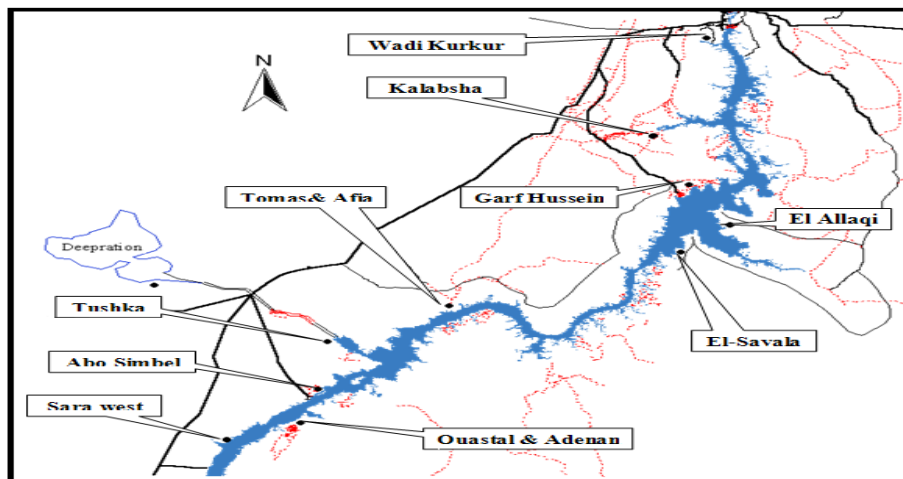 Wadi Kurkur
N
Kalabsha
Tomas& Afia
Garf Hussein
El Allaqi
Deepration
Tushka
El-Savala
Abo Simbel
Sara west
Ouastal & Adenan